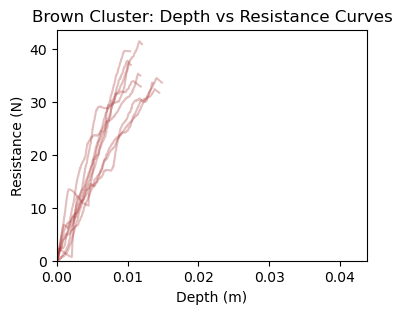 Brown Cluster: Depth vs Resistance Curves
Resistance (N)
40
30
20
10
0
0.00 0.01 0.02 0.03 0.04
Depth (m)